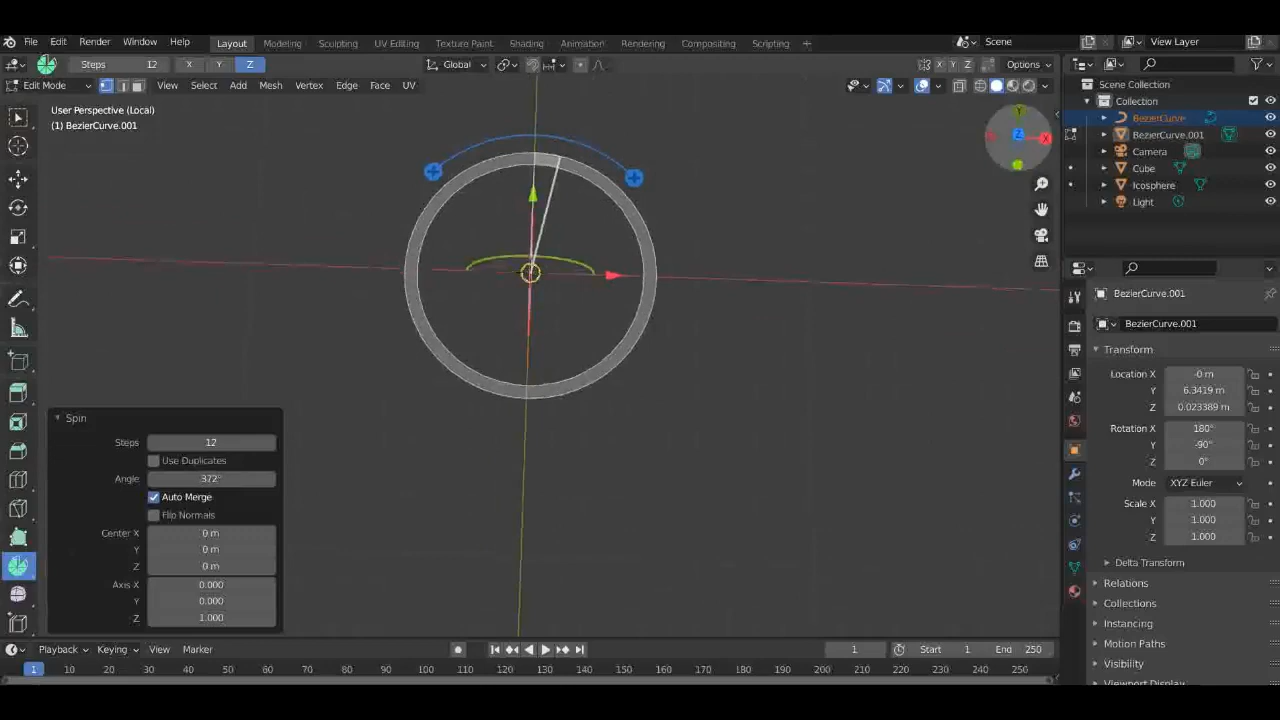 File Edit Render Window Help Layout Modeling Sculpting UV Editing Texture Paint Shading Animation Rendering Compositing Scripting + Scene View Layer
Steps 12 X Y Z Global X Y Z Options
Edit Mode View Select Add Mesh Vertex Edge Face UV
User Perspective (Local)
(1) BezierCurve.001
Y
Z
X
Spin
Steps 12
Use Duplicates
Angle 372°
Auto Merge
Flip Normals
Center X 0 m
Y 0 m
Z 0 m
Axis X 0.000
Y 0.000
Z 1.000
Scene Collection
Collection
BezierCurve
BezierCurve.001
Camera
Cube
Icosphere
Light
BezierCurve.001
BezierCurve.001
Transform
Location X -0 m
Y 6.3419 m
Z 0.023389 m
Rotation X 180°
Y -90°
Z 0°
Mode XYZ Euler
Scale X 1.000
Y 1.000
Z 1.000
Delta Transform
Relations
Collections
Instancing
Motion Paths
Visibility
Viewport Display
Playback Keying View Marker 1 Start 1 End 250
1 10 20 30 40 50 60 70 80 90 100 110 120 130 140 150 160 170 180 190 200 210 220 230 240 250